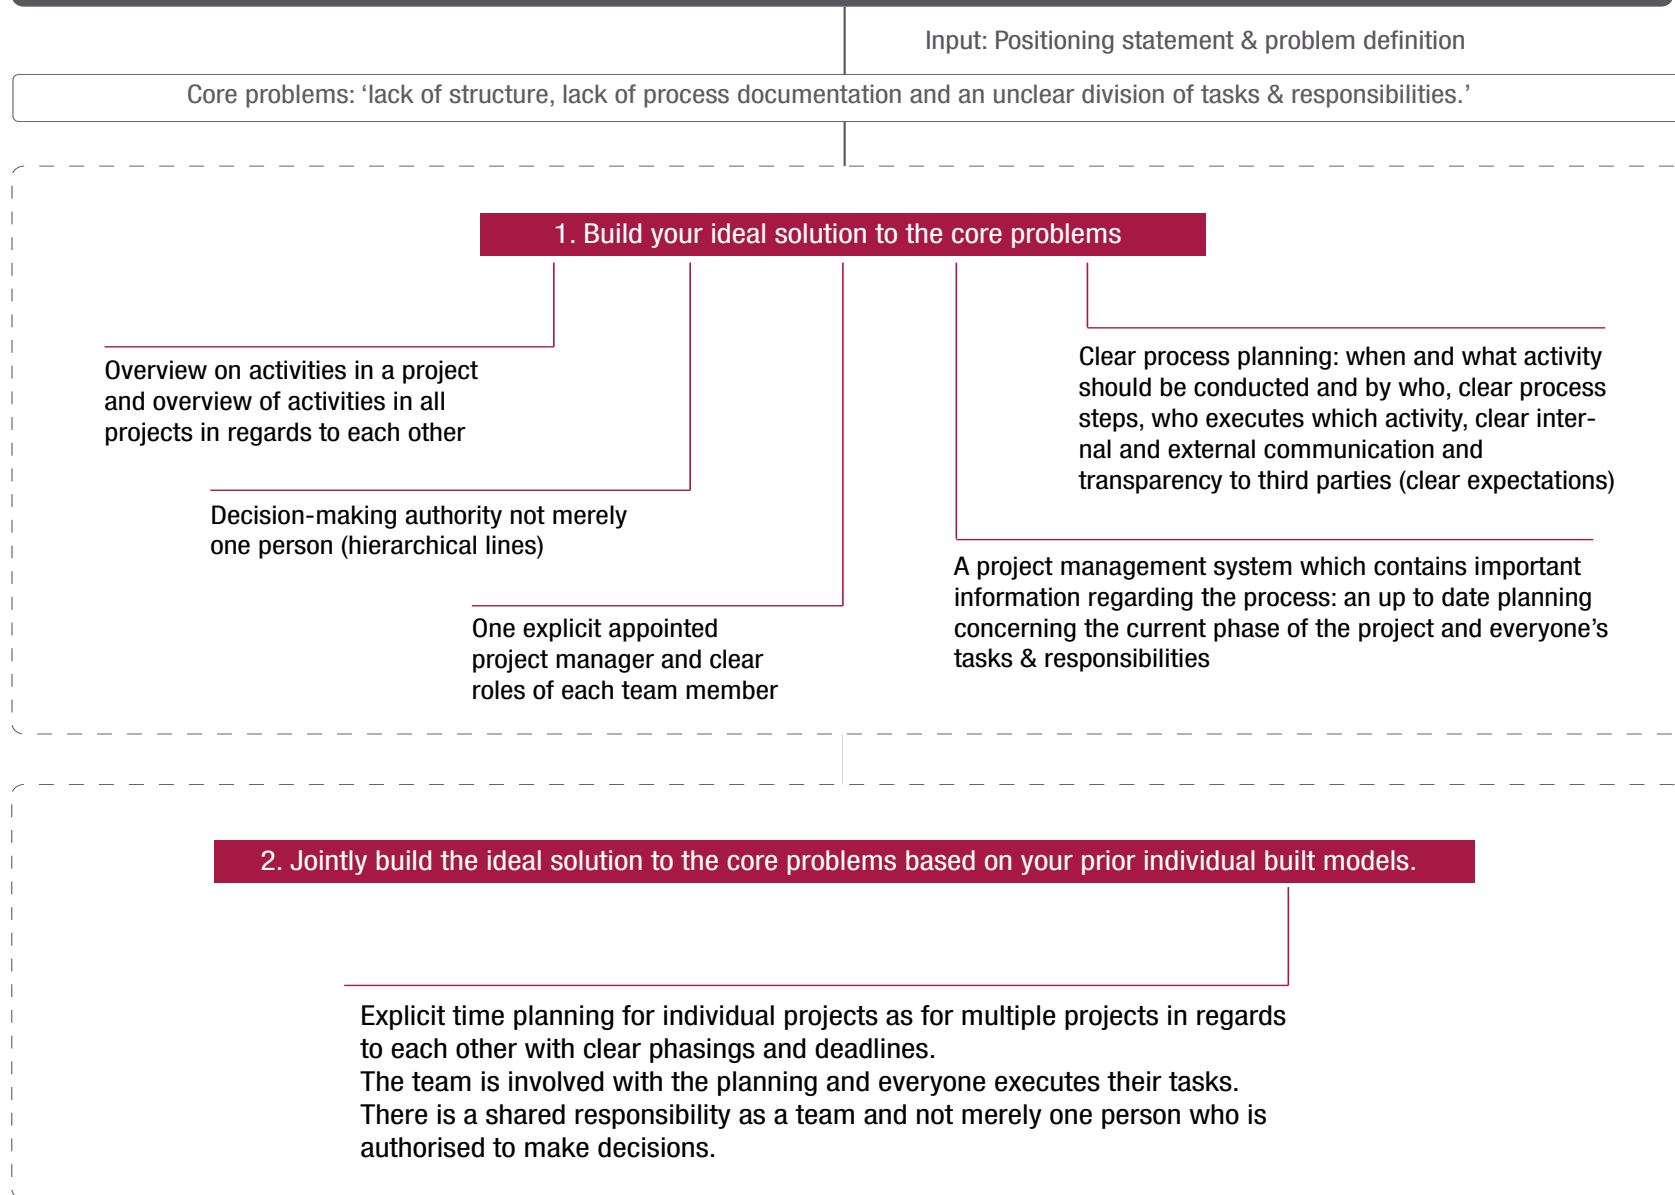 Input: Positioning statement & problem definition
Core problems: ‘lack of structure, lack of process documentation and an unclear division of tasks & responsibilities.’
1. Build your ideal solution to the core problems
Overview on activities in a project
and overview of activities in all
projects in regards to each other
Decision-making authority not merely
one person (hierarchical lines)
One explicit appointed
project manager and clear
roles of each team member
A project management system which contains important
information regarding the process: an up to date planning
concerning the current phase of the project and everyone’s
tasks & responsibilities
Clear process planning: when and what activity
should be conducted and by who, clear process
steps, who executes which activity, clear inter-
nal and external communication and
transparency to third parties (clear expectations)
2. Jointly build the ideal solution to the core problems based on your prior individual built models.
Explicit time planning for individual projects as for multiple projects in regards
to each other with clear phasings and deadlines.
The team is involved with the planning and everyone executes their tasks.
There is a shared responsibility as a team and not merely one person who is
authorised to make decisions.